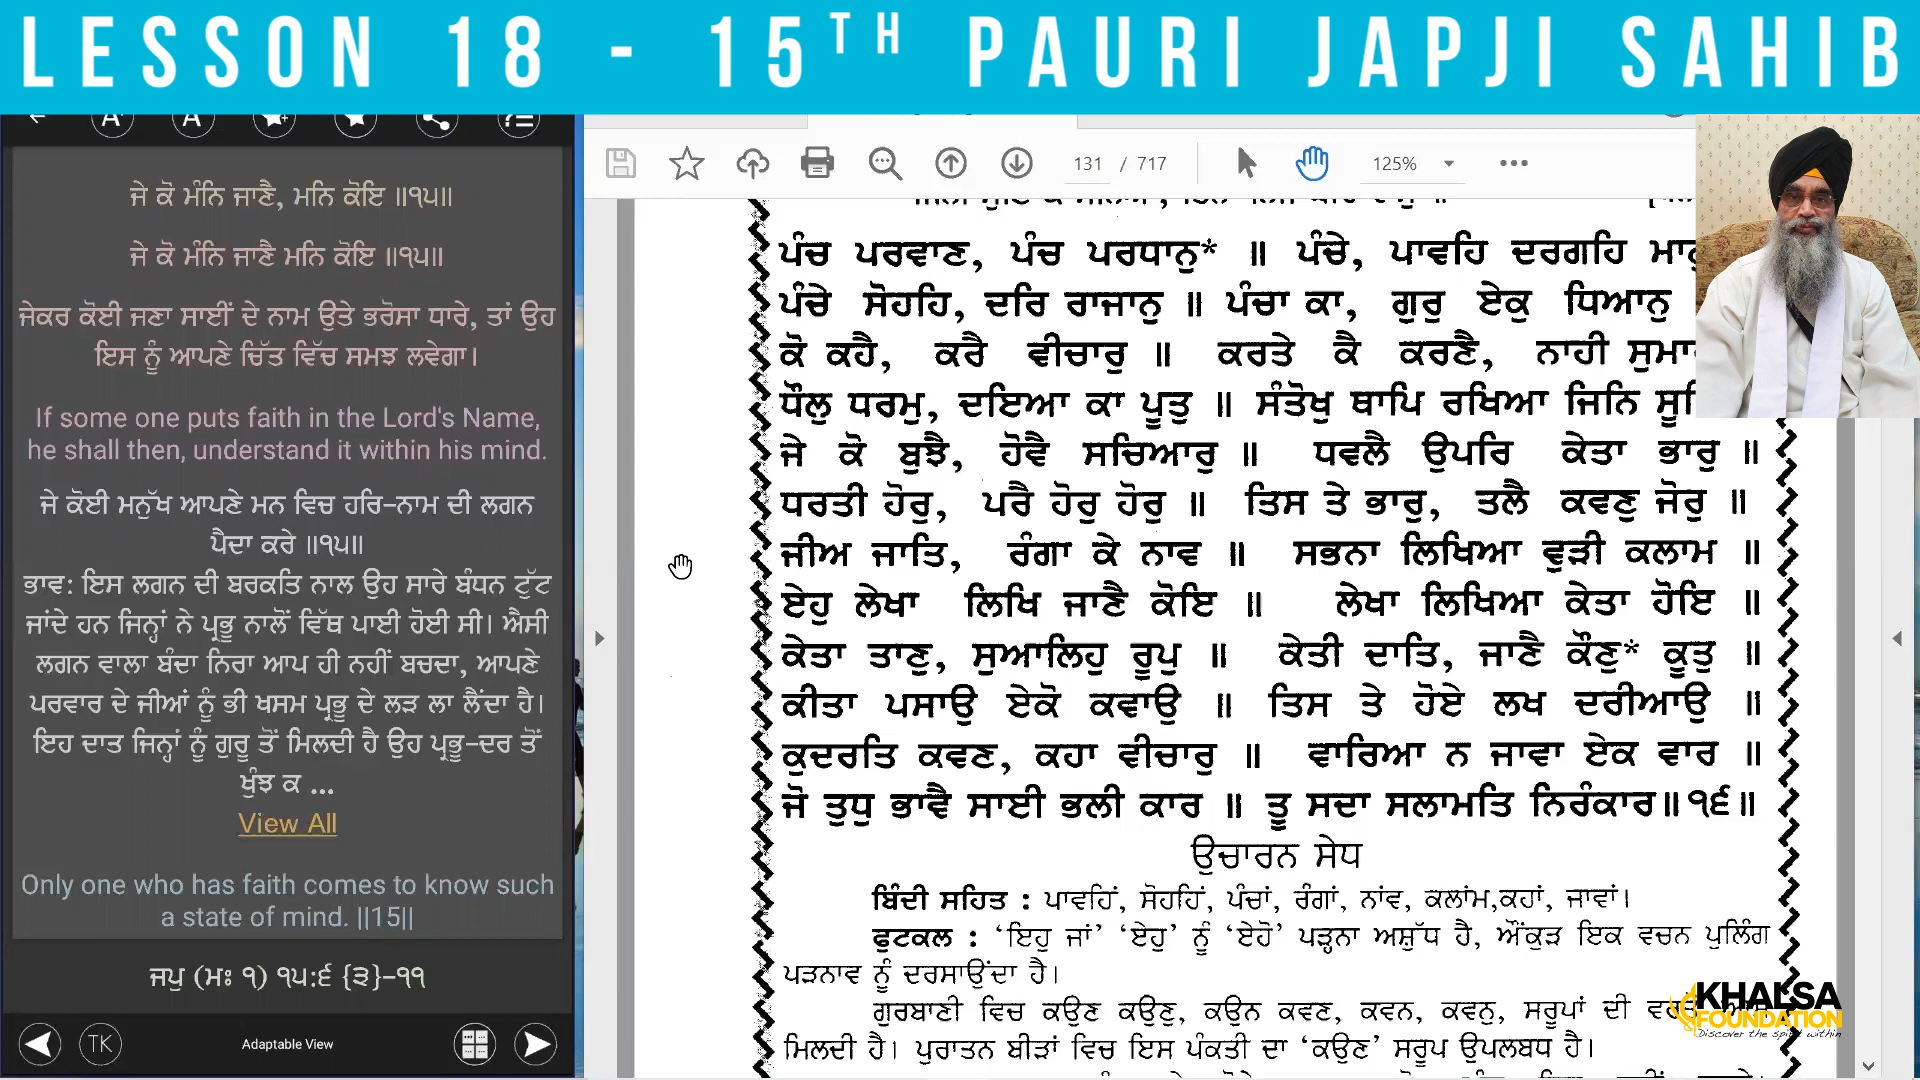 LESSON 18 - 15TH PAURI JAPJI SAHIB
ਜੇ ਕੋ ਮੰਨਿ ਜਾਣੈ, ਮਨਿ ਕੋਇ ॥੧੫॥
ਜੇ ਕੋ ਮੰਨਿ ਜਾਣੈ ਮਨਿ ਕੋਇ ॥੧੫॥
ਜੇਕਰ ਕੋਈ ਜਣਾ ਸਾਈਂ ਦੇ ਨਾਮ ਉਤੇ ਭਰੋਸਾ ਧਾਰੇ, ਤਾਂ ਉਹ
ਇਸ ਨੂੰ ਆਪਣੇ ਚਿੱਤ ਵਿੱਚ ਸਮਝ ਲਵੇਗਾ।
If some one puts faith in the Lord's Name,
he shall then, understand it within his mind.
ਜੇ ਕੋਈ ਮਨੁੱਖ ਆਪਣੇ ਮਨ ਵਿਚ ਹਰਿ-ਨਾਮ ਦੀ ਲਗਨ
ਪੈਦਾ ਕਰੇ ॥੧੫॥
ਭਾਵ: ਇਸ ਲਗਨ ਦੀ ਬਰਕਤਿ ਨਾਲ ਉਹ ਸਾਰੇ ਬੰਧਨ ਟੁੱਟ
ਜਾਂਦੇ ਹਨ ਜਿਨ੍ਹਾਂ ਨੇ ਪ੍ਰਭੂ ਨਾਲੋਂ ਵਿੱਥ ਪਾਈ ਹੋਈ ਸੀ। ਐਸੀ
ਲਗਨ ਵਾਲਾ ਬੰਦਾ ਨਿਰਾ ਆਪ ਹੀ ਨਹੀਂ ਬਚਦਾ, ਆਪਣੇ
ਪਰਵਾਰ ਦੇ ਜੀਆਂ ਨੂੰ ਭੀ ਖਸਮ ਪ੍ਰਭੂ ਦੇ ਲੜ ਲਾ ਲੈਂਦਾ ਹੈ।
ਇਹ ਦਾਤ ਜਿਨ੍ਹਾਂ ਨੂੰ ਗੁਰੂ ਤੋਂ ਮਿਲਦੀ ਹੈ ਉਹ ਪ੍ਰਭੂ-ਦਰ ਤੋਂ
ਖੁੰਝ ਕ ...
View All
Only one who has faith comes to know such
a state of mind. ||15||
ਜਪੁ (ਮਃ ੧) ੧੫:੬ {੩}-੧੧
TK
Adaptable View
131 / 717
125%
ਪੰਚ ਪਰਵਾਣ, ਪੰਚ ਪਰਧਾਨੁ* ॥ ਪੰਚੇ, ਪਾਵਹਿ ਦਰਗਹਿ
ਪੰਚੇ ਸੋਹਹਿ, ਦਰਿ ਰਾਜਾਨੁ ॥ ਪੰਚਾ ਕਾ, ਗੁਰੁ ਏਕੁ ਧਿਆਨੁ
ਕੋ ਕਹੈ, ਕਰੈ ਵੀਚਾਰੁ ॥ ਕਰਤੇ ਕੈ ਕਰਣੈ, ਨਾਹੀ
ਧੌਲੁ ਧਰਮੁ, ਦਇਆ ਕਾ ਪੂਤੁ ॥ ਸੰਤੋਖੁ ਥਾਪਿ ਰਖਿਆ ਜਿਨਿ
ਜੇ ਕੋ ਬੁਝੈ, ਹੋਵੈ ਸਚਿਆਰੁ ॥ ਧਵਲੈ ਉਪਰਿ ਕੇਤਾ ਭਾਰੁ ॥
ਧਰਤੀ ਹੋਰੁ, ਪਰੈ ਹੋਰੁ ਹੋਰੁ ॥ ਤਿਸ ਤੇ ਭਾਰੁ, ਤਲੈ ਕਵਣੁ ਜੋਰੁ ॥
ਜੀਅ ਜਾਤਿ, ਰੰਗਾ ਕੇ ਨਾਵ ॥ ਸਭਨਾ ਲਿਖਿਆ ਵੁੜੀ ਕਲਾਮ ॥
ਏਹੁ ਲੇਖਾ ਲਿਖਿ ਜਾਣੈ ਕੋਇ ॥ ਲੇਖਾ ਲਿਖਿਆ ਕੇਤਾ ਹੋਇ ॥
ਕੇਤਾ ਤਾਣੁ, ਸੁਆਲਿਹੁ ਰੂਪੁ ॥ ਕੇਤੀ ਦਾਤਿ, ਜਾਣੈ ਕੌਣੁ* ਕੂਤੁ ॥
ਕੀਤਾ ਪਸਾਉ ਏਕੋ ਕਵਾਉ ॥ ਤਿਸ ਤੇ ਹੋਏ ਲਖ ਦਰੀਆਉ ॥
ਕੁਦਰਤਿ ਕਵਣ, ਕਹਾ ਵੀਚਾਰੁ ॥ ਵਾਰਿਆ ਨ ਜਾਵਾ ਏਕ ਵਾਰ ॥
ਜੋ ਤੁਧੁ ਭਾਵੈ ਸਾਈ ਭਲੀ ਕਾਰ ॥ ਤੂ ਸਦਾ ਸਲਾਮਤਿ ਨਿਰੰਕਾਰ॥੧੬॥
ਉਚਾਰਨ ਸੇਧ
ਬਿੰਦੀ ਸਹਿਤ : ਪਾਵਹਿਂ, ਸੋਹਹਿਂ, ਪੰਚਾਂ, ਰੰਗਾਂ, ਨਾਂਵ, ਕਲਾਂਮ,ਕਹਾਂ, ਜਾਵਾਂ।
ਫੁਟਕਲ : ‘ਇਹੁ ਜਾਂ’ ‘ਏਹੁ’ ਨੂੰ ‘ਏਹੋ’ ਪੜ੍ਹਨਾ ਅਸ਼ੁੱਧ ਹੈ, ਔਂਕੁੜ ਇਕ ਵਚਨ ਪੁਲਿੰਗ
ਪੜਨਾਵ ਨੂੰ ਦਰਸਾਉਂਦਾ ਹੈ।
ਗੁਰਬਾਣੀ ਵਿਚ ਕਉਣ ਕਉਣੁ, ਕਉਨ ਕਵਣ, ਕਵਨ, ਕਵਨੁ, ਸਰੂਪਾਂ ਦੀ
ਮਿਲਦੀ ਹੈ। ਪੁਰਾਤਨ ਬੀੜਾਂ ਵਿਚ ਇਸ ਪੰਕਤੀ ਦਾ ‘ਕਉਣ’ ਸਰੂਪ ਉਪਲਬਧ ਹੈ।
KHALSA
FOUNDATION
Discover the spirit within